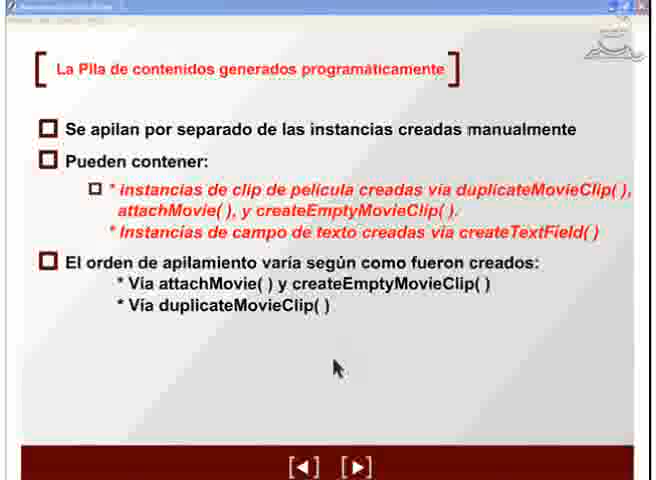 La Pila de contenidos generados programáticamente
Se apilan por separado de las instancias creadas manualmente
Pueden contener:
* instancias de clip de película creadas vía duplicateMovieClip( ),
attachMovie( ), y createEmptyMovieClip( ).
* Instancias de campo de texto creadas vía createTextField( )
El orden de apilamiento varía según como fueron creados:
* Vía attachMovie( ) y createEmptyMovieClip( )
* Vía duplicateMovieClip( )